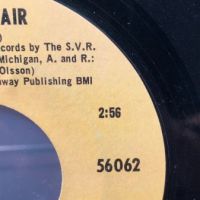 AIR
)
ecords by The S.V.R.
Michigan, A. and R.:
Olsson)
way Publishing BMI
2:56
56062